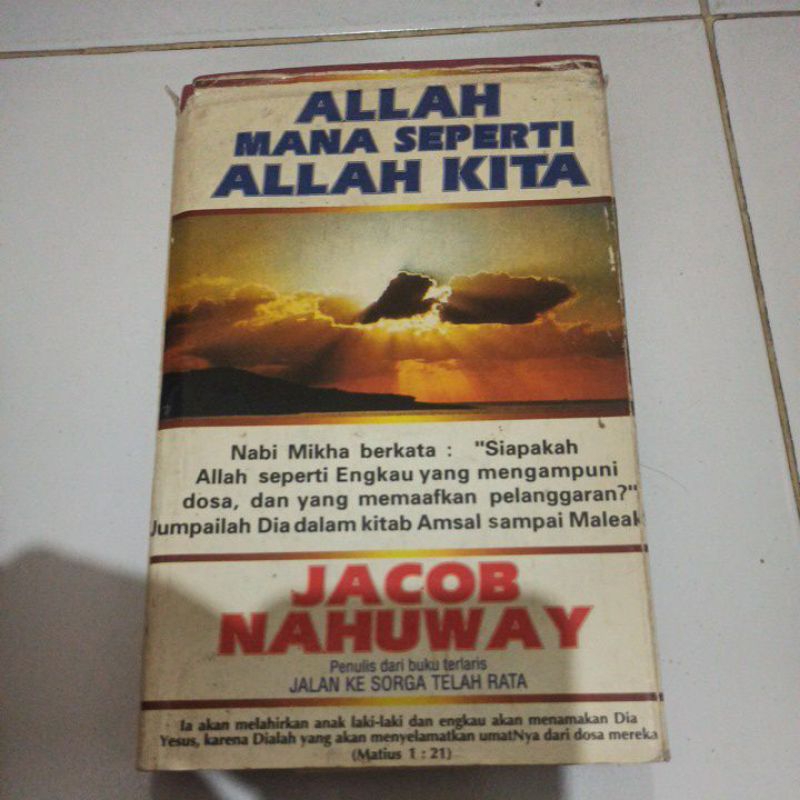 ALLAH
MANA SEPERTI
ALLAH KITA
Nabi Mikha berkata : "Siapakah
Allah seperti Engkau yang mengampuni
dosa, dan yang memaafkan pelanggaran?"
Jumpailah Dia dalam kitab Amsal sampai Maleak
JACOB
NAHUWAY
Penulis dari buku terlaris
JALAN KE SORGA TELAH RATA
Ia akan melahirkan anak laki-laki dan engkau akan menamakan Dia
Yesus, karena Dialah yang akan menyelamatkan umatNya dari dosa mereka
(Matius 1 : 21)